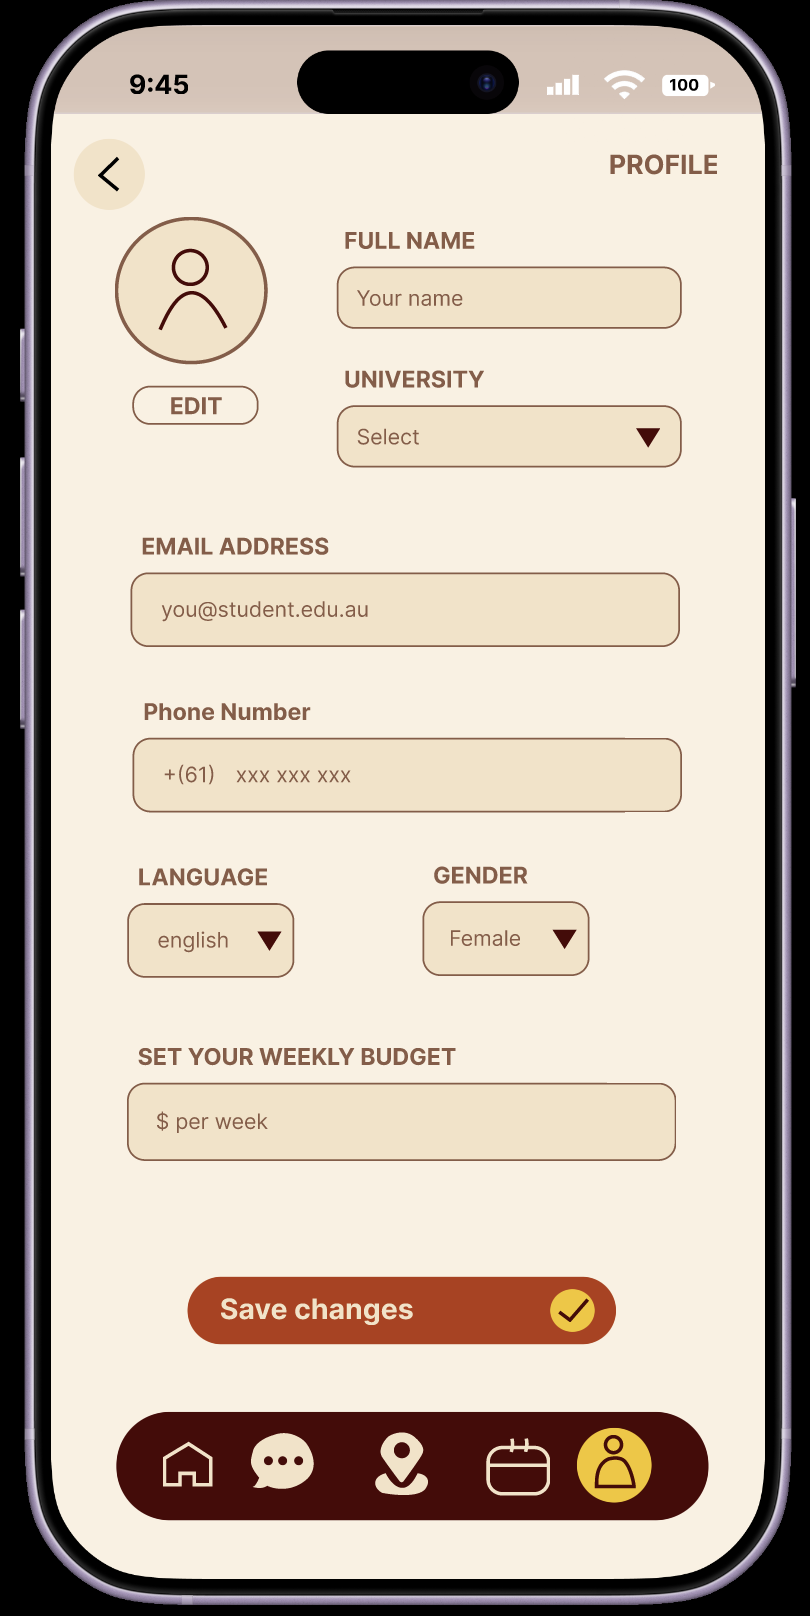 9:45
100
PROFILE
FULL NAME
Your name
UNIVERSITY
Select
EDIT
EMAIL ADDRESS
you@student.edu.au
Phone Number
+(61) xxx xxx xxx
LANGUAGE
english
GENDER
Female
SET YOUR WEEKLY BUDGET
$ per week
Save changes